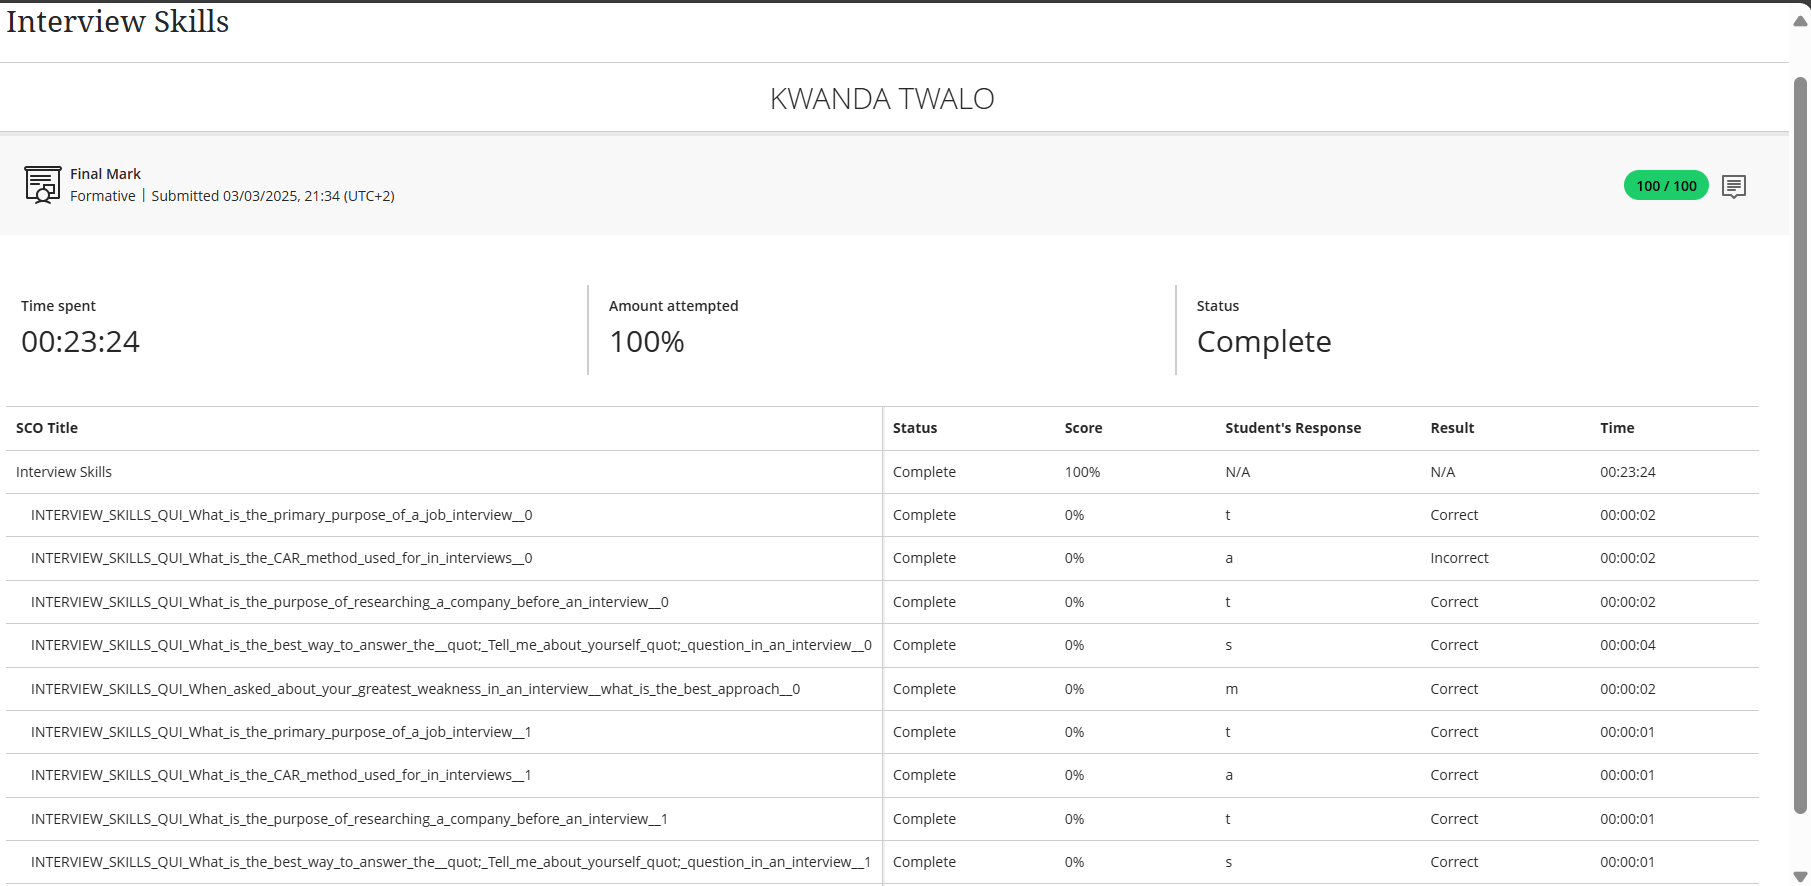 Interview Skills
KWANDA TWALO
Final Mark
Formative | Submitted 03/03/2025, 21:34 (UTC+2)
100 / 100
Time spent
00:23:24
Amount attempted
100%
Status
Complete
SCO Title Status Score Student's Response Result Time
Interview Skills Complete 100% N/A N/A 00:23:24
INTERVIEW_SKILLS_QUI_What_is_the_primary_purpose_of_a_job_interview__0 Complete 0% t Correct 00:00:02
INTERVIEW_SKILLS_QUI_What_is_the_CAR_method_used_for_in_interviews__0 Complete 0% a Incorrect 00:00:02
INTERVIEW_SKILLS_QUI_What_is_the_purpose_of_researching_a_company_before_an_interview__0 Complete 0% t Correct 00:00:02
INTERVIEW_SKILLS_QUI_What_is_the_best_way_to_answer_the__quot;_Tell_me_about_yourself_quot;_question_in_an_interview__0 Complete 0% s Correct 00:00:04
INTERVIEW_SKILLS_QUI_When_asked_about_your_greatest_weakness_in_an_interview__what_is_the_best_approach__0 Complete 0% m Correct 00:00:02
INTERVIEW_SKILLS_QUI_What_is_the_primary_purpose_of_a_job_interview__1 Complete 0% t Correct 00:00:01
INTERVIEW_SKILLS_QUI_What_is_the_CAR_method_used_for_in_interviews__1 Complete 0% a Correct 00:00:01
INTERVIEW_SKILLS_QUI_What_is_the_purpose_of_researching_a_company_before_an_interview__1 Complete 0% t Correct 00:00:01
INTERVIEW_SKILLS_QUI_What_is_the_best_way_to_answer_the__quot;_Tell_me_about_yourself_quot;_question_in_an_interview__1 Complete 0% s Correct 00:00:01